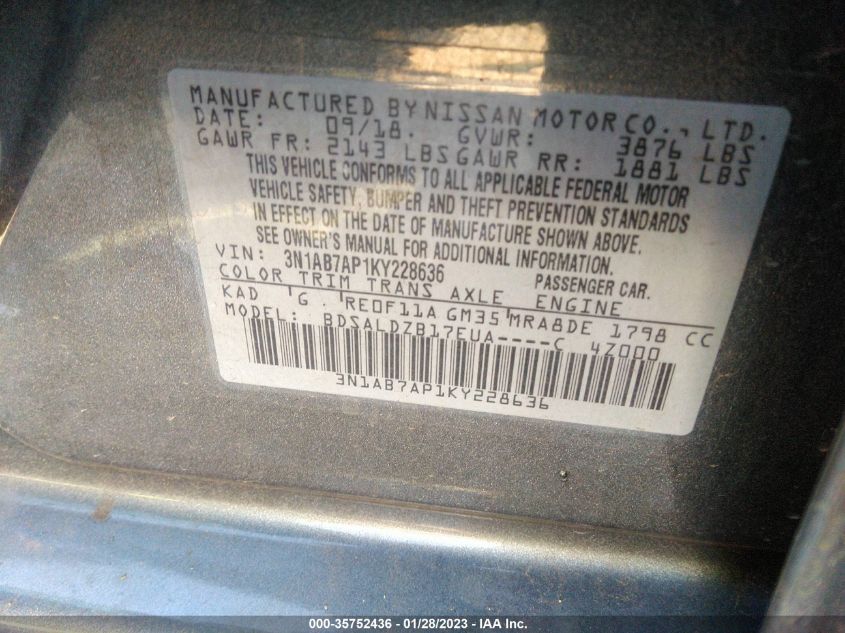 MANUFACTURED BY NISSAN MOTOR CO., LTD.
DATE: 09/18. GVWR: 3876 LBS
GAWR FR: 2143 LBS GAWR RR: 1881 LBS
THIS VEHICLE CONFORMS TO ALL APPLICABLE FEDERAL MOTOR
VEHICLE SAFETY, BUMPER AND THEFT PREVENTION STANDARDS
IN EFFECT ON THE DATE OF MANUFACTURE SHOWN ABOVE.
SEE OWNER'S MANUAL FOR ADDITIONAL INFORMATION.
VIN: 3N1AB7AP1KY228636 PASSENGER CAR.
COLOR TRIM TRANS AXLE ENGINE
KAD G RE0F11A GM35 MRA8DE 1798 CC
MODEL: BDSALDZB17EUA----C 4Z000
3N1AB7AP1KY228636
000-35752436 - 01/28/2023 - IAA Inc.